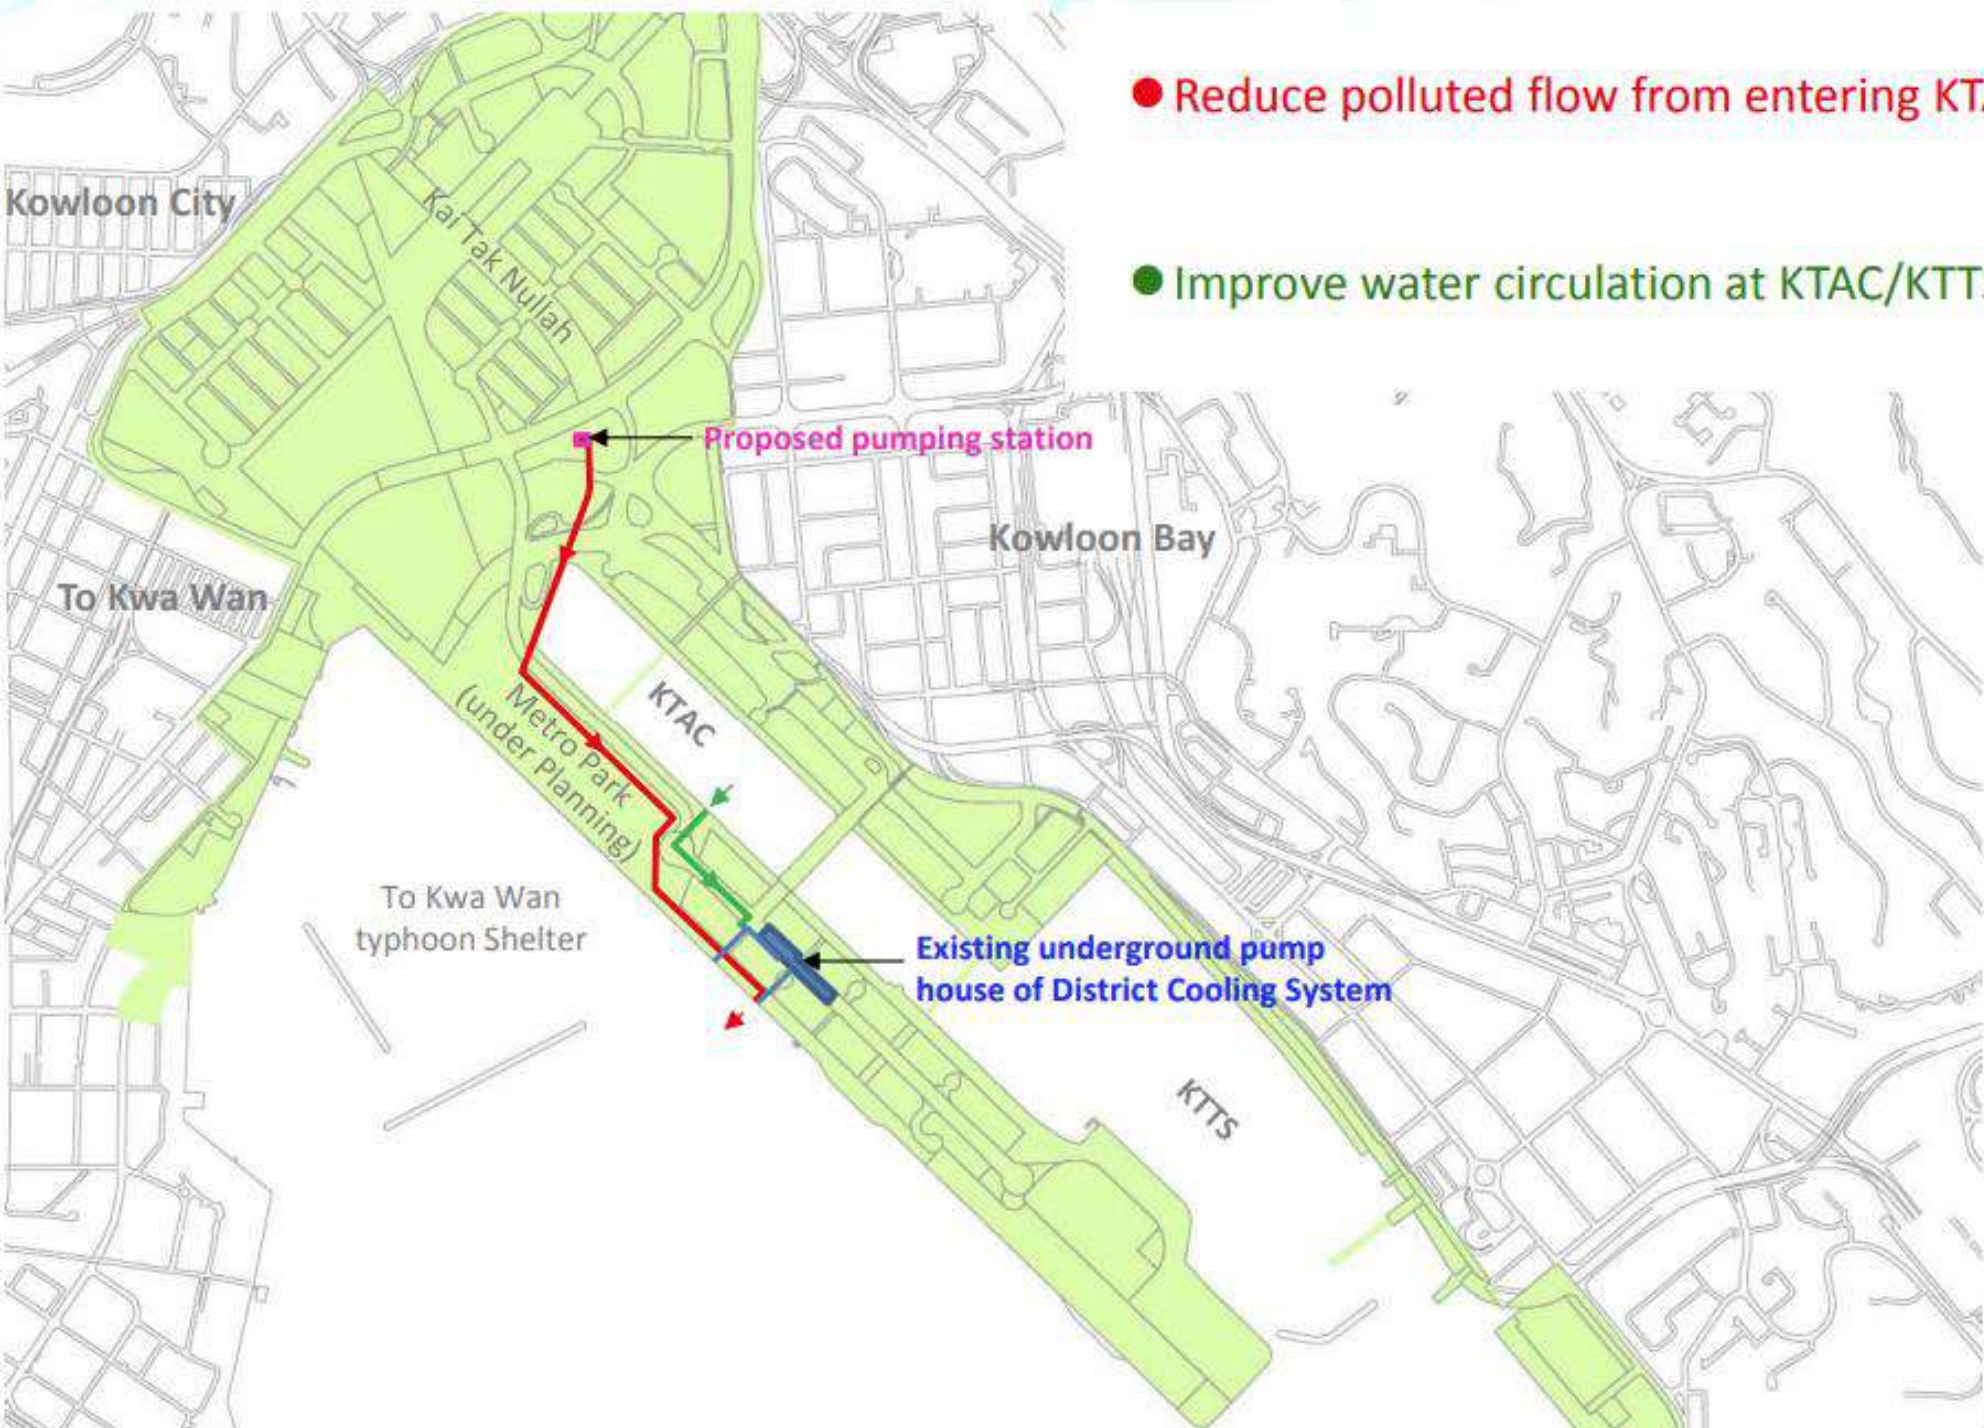 ● Reduce polluted flow from entering KT
● Improve water circulation at KTAC/KTT
Kowloon City
Kai Tak Nullah
Proposed pumping station
Kowloon Bay
To Kwa Wan
KTAC
Metro Park
(under Planning)
To Kwa Wan
typhoon Shelter
Existing underground pump
house of District Cooling System
KTTS